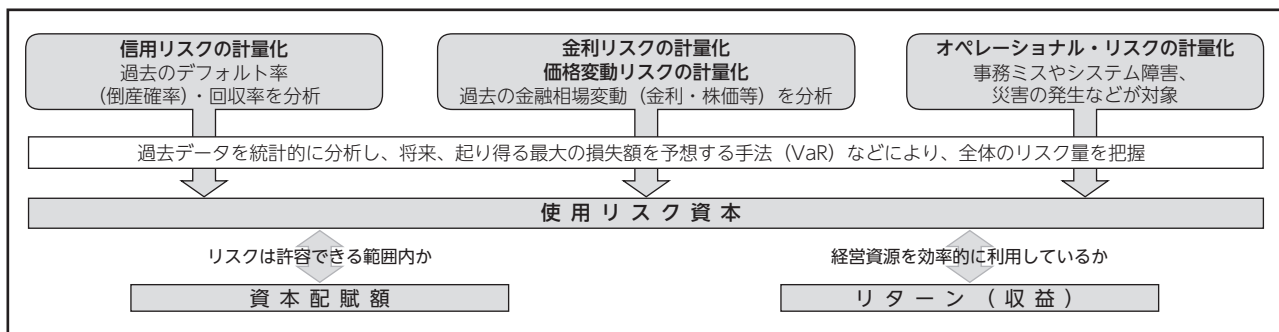 信用リスクの計量化
過去のデフォルト率
（倒産確率）・回収率を分析
金利リスクの計量化
価格変動リスクの計量化
過去の金融相場変動（金利・株価等）を分析
オペレーショナル・リスクの計量化
事務ミスやシステム障害、
災害の発生などが対象
過去データを統計的に分析し、将来、起り得る最大の損失額を予想する手法（VaR）などにより、全体のリスク量を把握
使用リスク資本
リスクは許容できる範囲内か
経営資源を効率的に利用しているか
資本配賦額
リターン（収益）